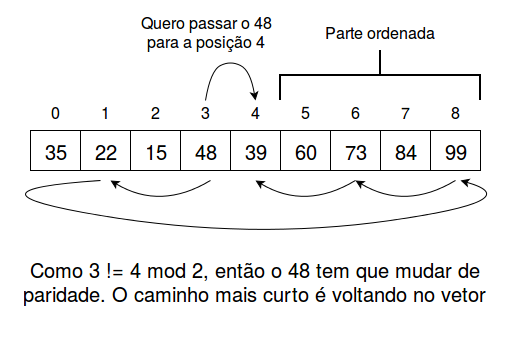 Quero passar o 48
para a posição 4
Parte ordenada
0 1 2 3 4 5 6 7 8
35 22 15 48 39 60 73 84 99
Como 3 != 4 mod 2, então o 48 tem que mudar de
paridade. O caminho mais curto é voltando no vetor